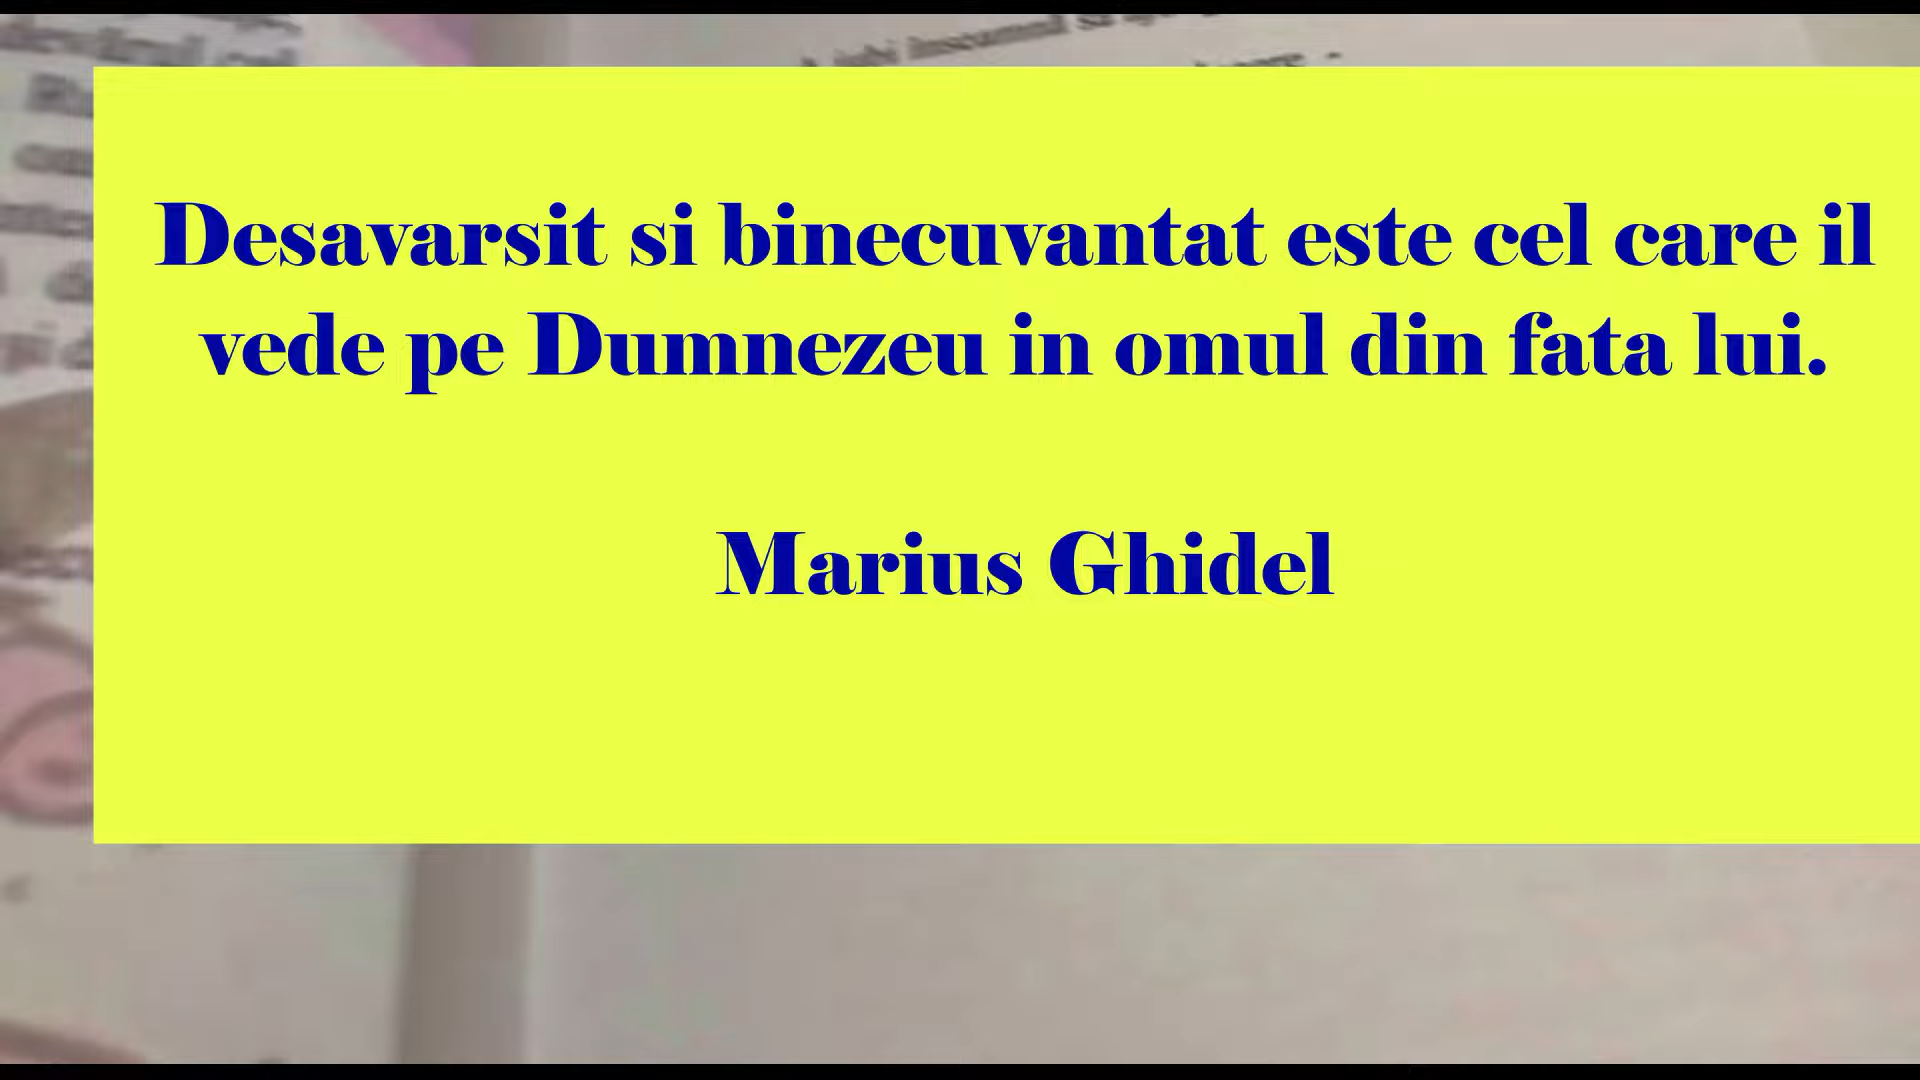 Desavarsit si binecuvantat este cel care il
vede pe Dumnezeu in omul din fata lui.
Marius Ghidel